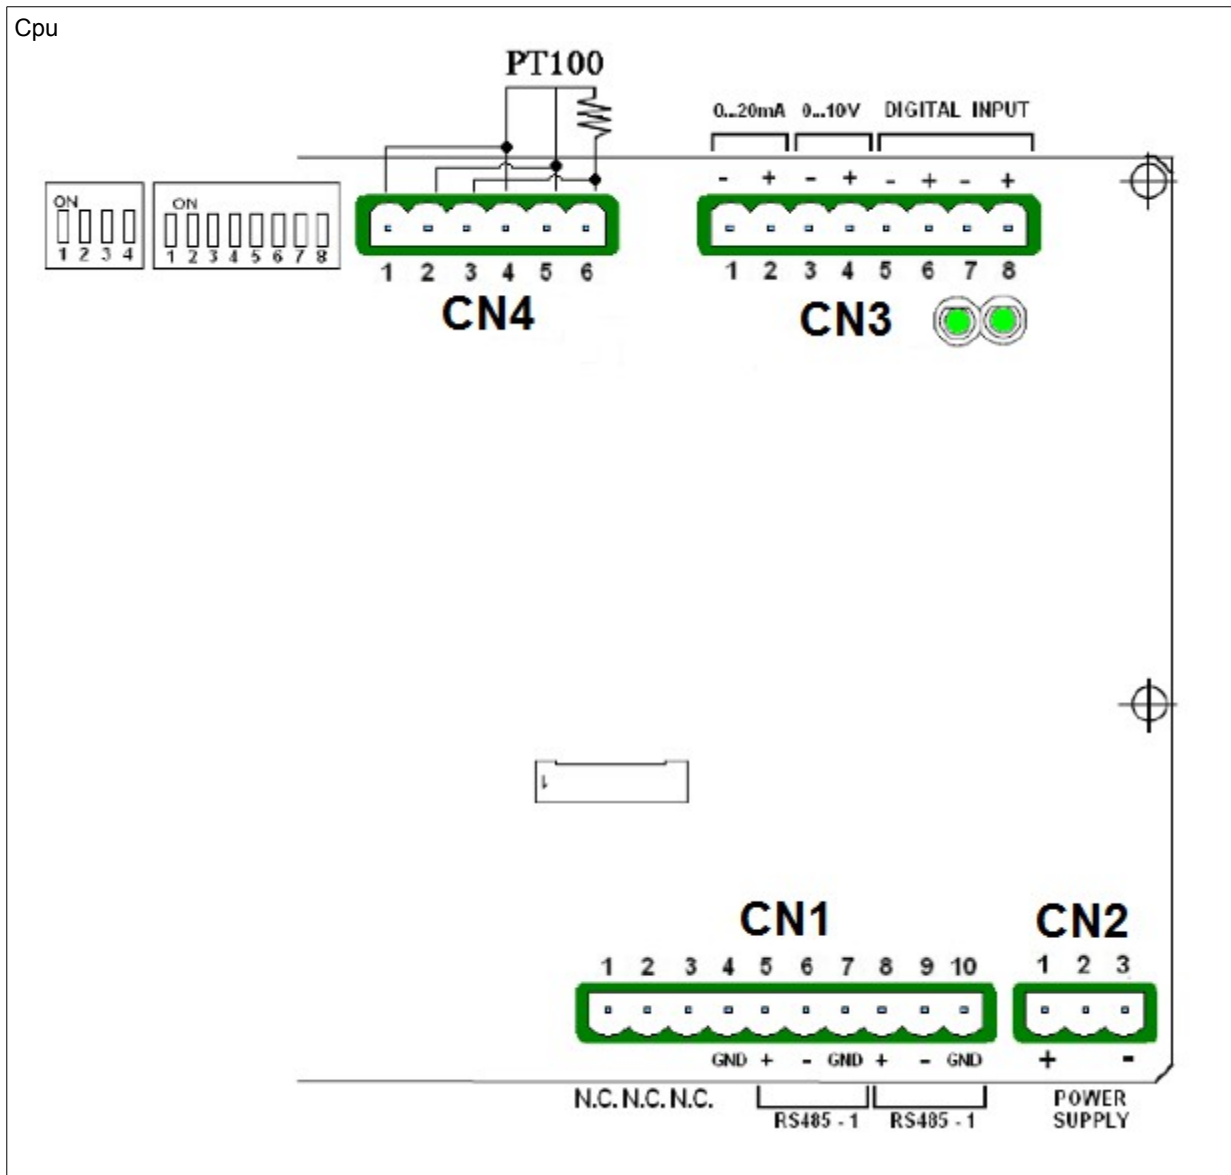 Cpu
PT100
0...20mA 0...10V DIGITAL INPUT
- + - + - + - +
ON
1 2 3 4
ON
1 2 3 4 5 6 7 8
1 2 3 4 5 6
CN4
1 2 3 4 5 6 7 8
CN3
1
CN1
CN2
1 2 3 4 5 6 7 8 9 10
1 2 3
GND + - GND + - GND
+ -
N.C. N.C. N.C.
RS485 - 1 RS485 - 1
POWER
SUPPLY